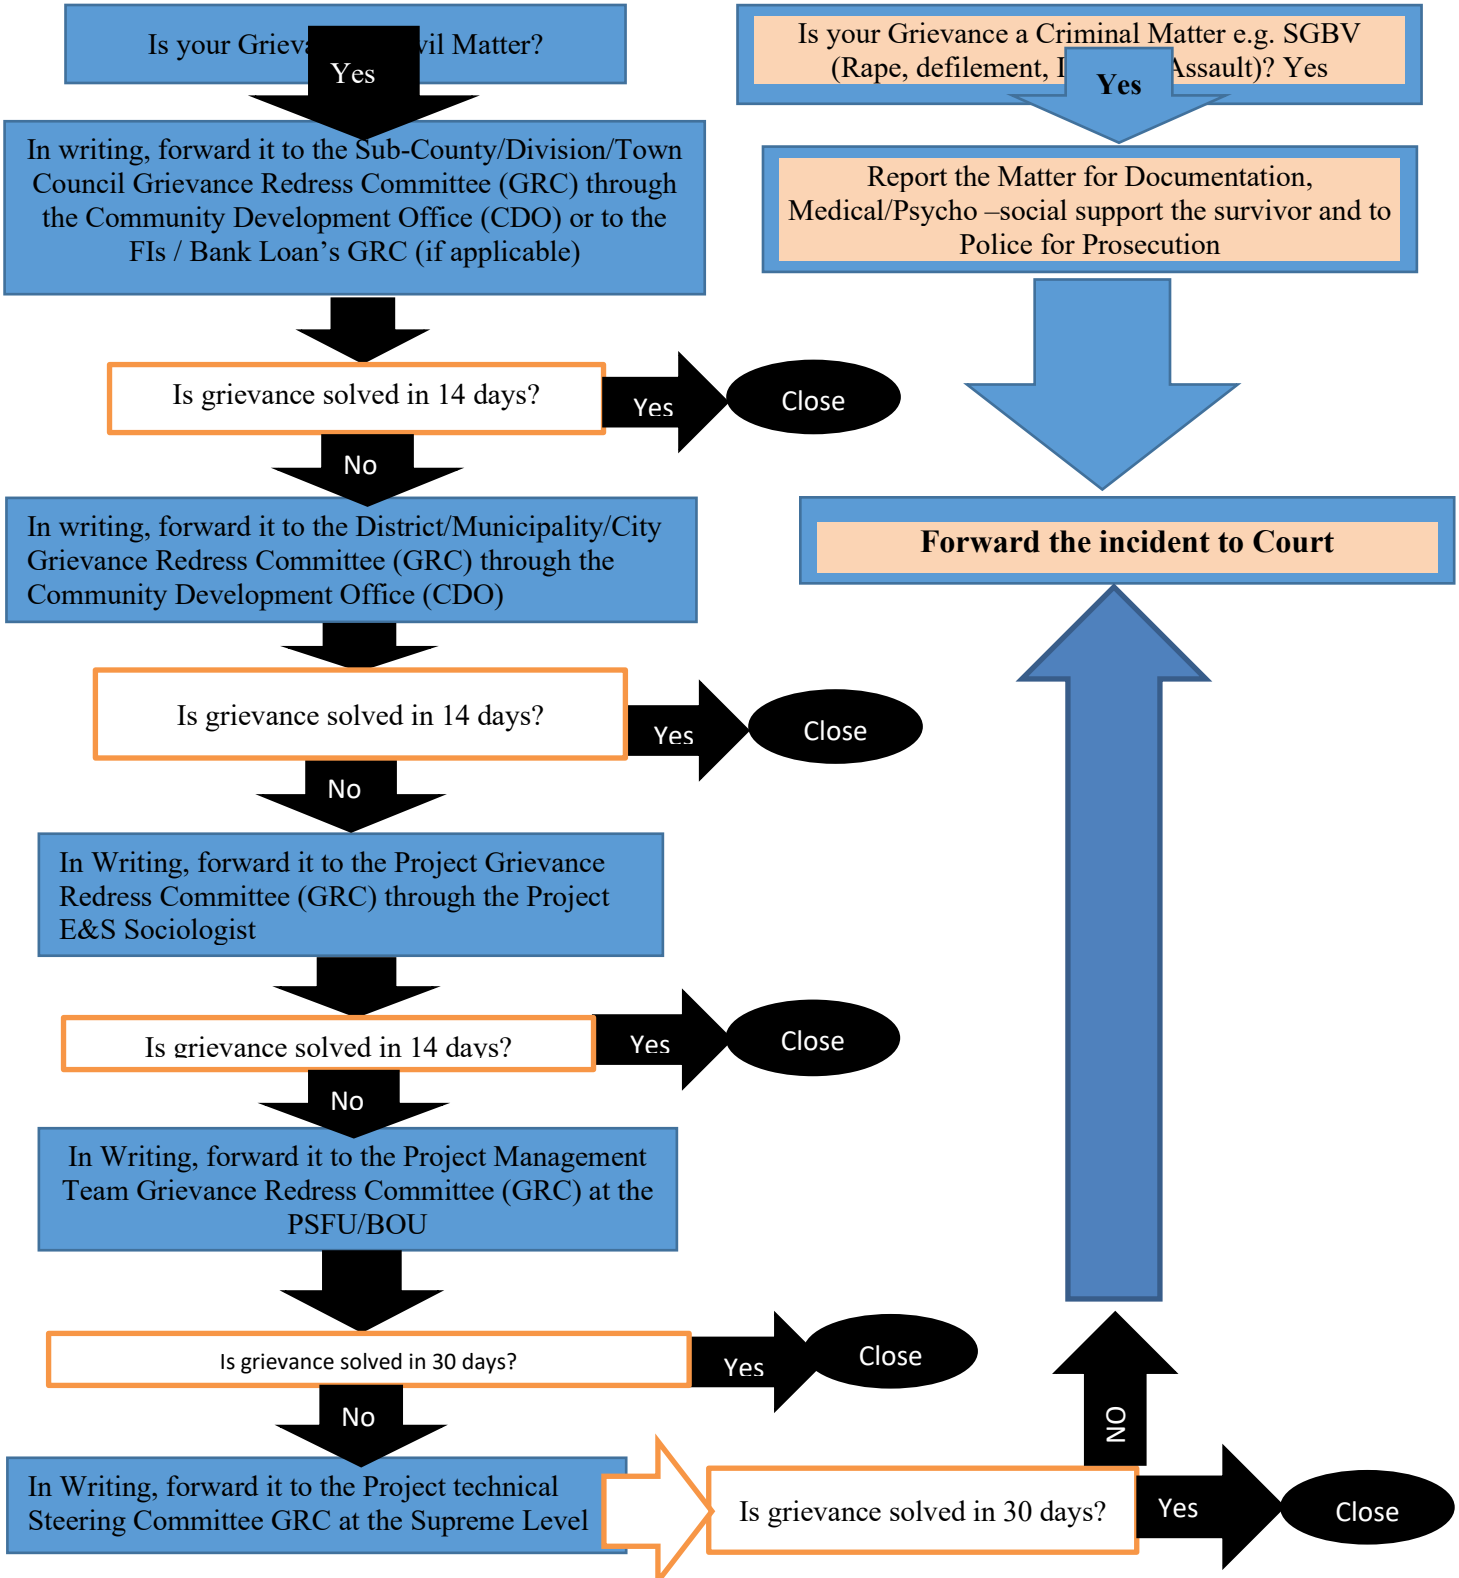 Is your Grievance Civil Matter?
Yes
In writing, forward it to the Sub-County/Division/Town
Council Grievance Redress Committee (GRC) through
the Community Development Office (CDO) or to the
FIs / Bank Loan’s GRC (if applicable)
Is grievance solved in 14 days?
Yes
Close
No
In writing, forward it to the District/Municipality/City
Grievance Redress Committee (GRC) through the
Community Development Office (CDO)
Is grievance solved in 14 days?
Yes
Close
No
In Writing, forward it to the Project Grievance
Redress Committee (GRC) through the Project
E&S Sociologist
Is grievance solved in 14 days?
Yes
Close
No
In Writing, forward it to the Project Management
Team Grievance Redress Committee (GRC) at the
PSFU/BOU
Is grievance solved in 30 days?
Yes
Close
No
In Writing, forward it to the Project technical
Steering Committee GRC at the Supreme Level
Is grievance solved in 30 days?
Yes
Close
NO
Is your Grievance a Criminal Matter e.g. SGBV
(Rape, defilement, Assault)? Yes
Yes
Report the Matter for Documentation,
Medical/Psycho –social support the survivor and to
Police for Prosecution
Forward the incident to Court